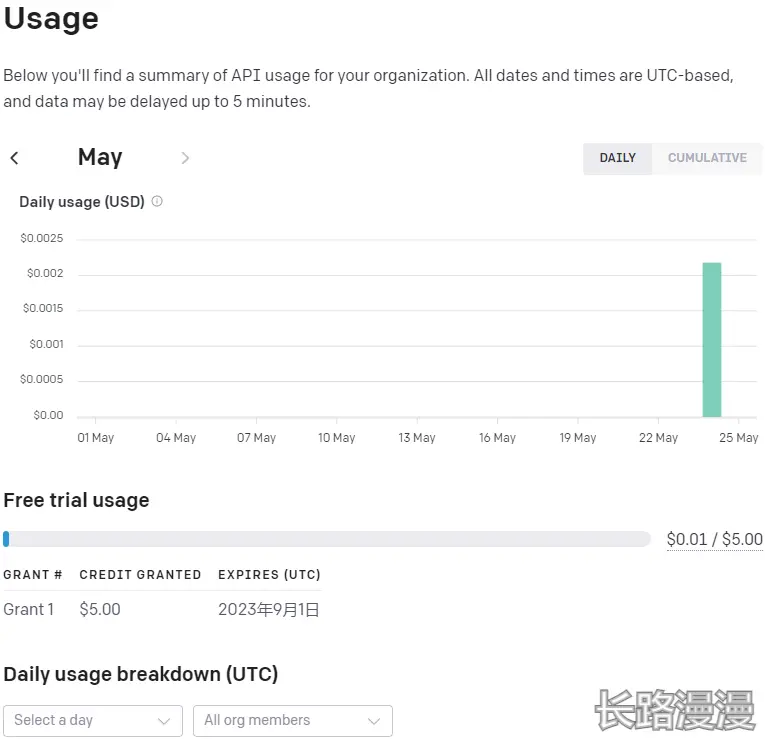 Usage
Below you'll find a summary of API usage for your organization. All dates and times are UTC-based,
and data may be delayed up to 5 minutes.
May
DAILY CUMULATIVE
Daily usage (USD)
$0.0025
$0.002
$0.0015
$0.001
$0.0005
$0.00
01 May 04 May 07 May 10 May 13 May 16 May 19 May 22 May 25 May
Free trial usage
$0.01 / $5.00
GRANT # CREDIT GRANTED EXPIRES (UTC)
Grant 1 $5.00 2023年9月1日
Daily usage breakdown (UTC)
Select a day All org members
长路漫漫